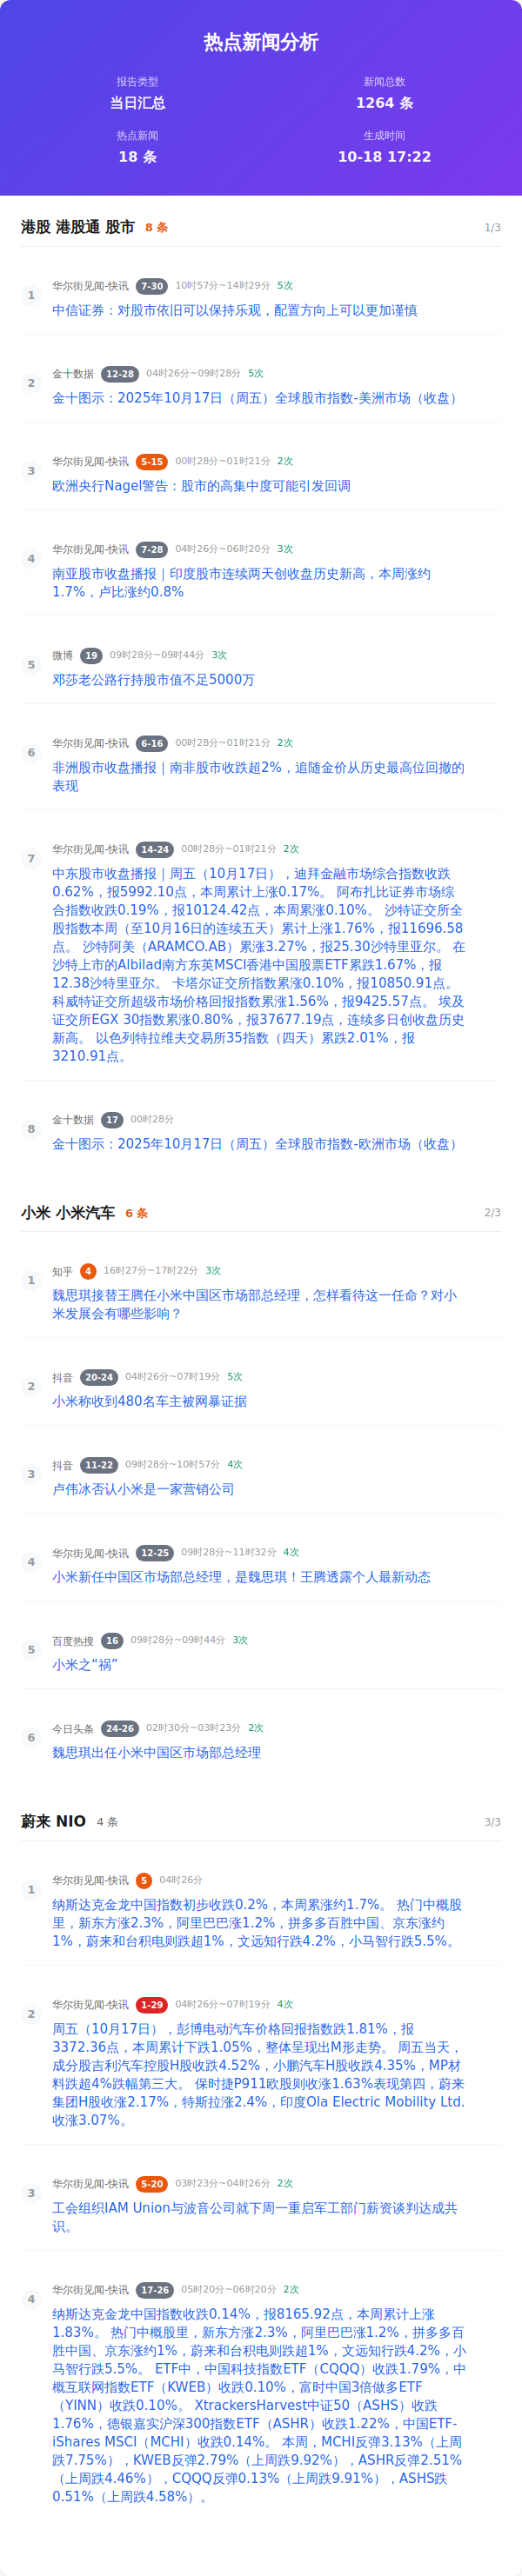 热点新闻分析
报告类型
当日汇总
新闻总数
1264 条
热点新闻
18 条
生成时间
10-18 17:22
港股 港股通 股市 8 条 1/3
1
华尔街见闻-快讯 7-30 10时57分~14时29分 5次
中信证券：对股市依旧可以保持乐观，配置方向上可以更加谨慎
2
金十数据 12-28 04时26分~09时28分 5次
金十图示：2025年10月17日（周五）全球股市指数-美洲市场（收盘）
3
华尔街见闻-快讯 5-15 00时28分~01时21分 2次
欧洲央行Nagel警告：股市的高集中度可能引发回调
4
华尔街见闻-快讯 7-28 04时26分~06时20分 3次
南亚股市收盘播报｜印度股市连续两天创收盘历史新高，本周涨约
1.7%，卢比涨约0.8%
5
微博 19 09时28分~09时44分 3次
邓莎老公路行持股市值不足5000万
6
华尔街见闻-快讯 6-16 00时28分~01时21分 2次
非洲股市收盘播报｜南非股市收跌超2%，追随金价从历史最高位回撤的
表现
7
华尔街见闻-快讯 14-24 00时28分~01时21分 2次
中东股市收盘播报｜周五（10月17日），迪拜金融市场综合指数收跌
0.62%，报5992.10点，本周累计上涨0.17%。 阿布扎比证券市场综
合指数收跌0.19%，报10124.42点，本周累涨0.10%。 沙特证交所全
股指数本周（至10月16日的连续五天）累计上涨1.76%，报11696.58
点。 沙特阿美（ARAMCO.AB）累涨3.27%，报25.30沙特里亚尔。 在
沙特上市的Albilad南方东英MSCI香港中国股票ETF累跌1.67%，报
12.38沙特里亚尔。 卡塔尔证交所指数累涨0.10%，报10850.91点。
科威特证交所超级市场价格回报指数累涨1.56%，报9425.57点。 埃及
证交所EGX 30指数累涨0.80%，报37677.19点，连续多日创收盘历史
新高。 以色列特拉维夫交易所35指数（四天）累跌2.01%，报
3210.91点。
8
金十数据 17 00时28分
金十图示：2025年10月17日（周五）全球股市指数-欧洲市场（收盘）
小米 小米汽车 6 条 2/3
1
知乎 4 16时27分~17时22分 3次
魏思琪接替王腾任小米中国区市场部总经理，怎样看待这一任命？对小
米发展会有哪些影响？
2
抖音 20-24 04时26分~07时19分 5次
小米称收到480名车主被网暴证据
3
抖音 11-22 09时28分~10时57分 4次
卢伟冰否认小米是一家营销公司
4
华尔街见闻-快讯 12-25 09时28分~11时32分 4次
小米新任中国区市场部总经理，是魏思琪！王腾透露个人最新动态
5
百度热搜 16 09时28分~09时44分 3次
小米之“祸”
6
今日头条 24-26 02时30分~03时23分 2次
魏思琪出任小米中国区市场部总经理
蔚来 NIO 4 条 3/3
1
华尔街见闻-快讯 5 04时26分
纳斯达克金龙中国指数初步收跌0.2%，本周累涨约1.7%。 热门中概股
里，新东方涨2.3%，阿里巴巴涨1.2%，拼多多百胜中国、京东涨约
1%，蔚来和台积电则跌超1%，文远知行跌4.2%，小马智行跌5.5%。
2
华尔街见闻-快讯 1-29 04时26分~07时19分 4次
周五（10月17日），彭博电动汽车价格回报指数跌1.81%，报
3372.36点，本周累计下跌1.05%，整体呈现出M形走势。 周五当天，
成分股吉利汽车控股H股收跌4.52%，小鹏汽车H股收跌4.35%，MP材
料跌超4%跌幅第三大。 保时捷P911欧股则收涨1.63%表现第四，蔚来
集团H股收涨2.17%，特斯拉涨2.4%，印度Ola Electric Mobility Ltd.
收涨3.07%。
3
华尔街见闻-快讯 5-20 03时23分~04时26分 2次
工会组织IAM Union与波音公司就下周一重启军工部门薪资谈判达成共
识。
4
华尔街见闻-快讯 17-26 05时20分~06时20分 2次
纳斯达克金龙中国指数收跌0.14%，报8165.92点，本周累计上涨
1.83%。 热门中概股里，新东方涨2.3%，阿里巴巴涨1.2%，拼多多百
胜中国、京东涨约1%，蔚来和台积电则跌超1%，文远知行跌4.2%，小
马智行跌5.5%。 ETF中，中国科技指数ETF（CQQQ）收跌1.79%，中
概互联网指数ETF（KWEB）收跌0.10%，富时中国3倍做多ETF
（YINN）收跌0.10%。 XtrackersHarvest中证50（ASHS）收跌
1.76%，德银嘉实沪深300指数ETF（ASHR）收跌1.22%，中国ETF-
iShares MSCI（MCHI）收跌0.14%。 本周，MCHI反弹3.13%（上周
跌7.75%），KWEB反弹2.79%（上周跌9.92%），ASHR反弹2.51%
（上周跌4.46%），CQQQ反弹0.13%（上周跌9.91%），ASHS跌
0.51%（上周跌4.58%）。